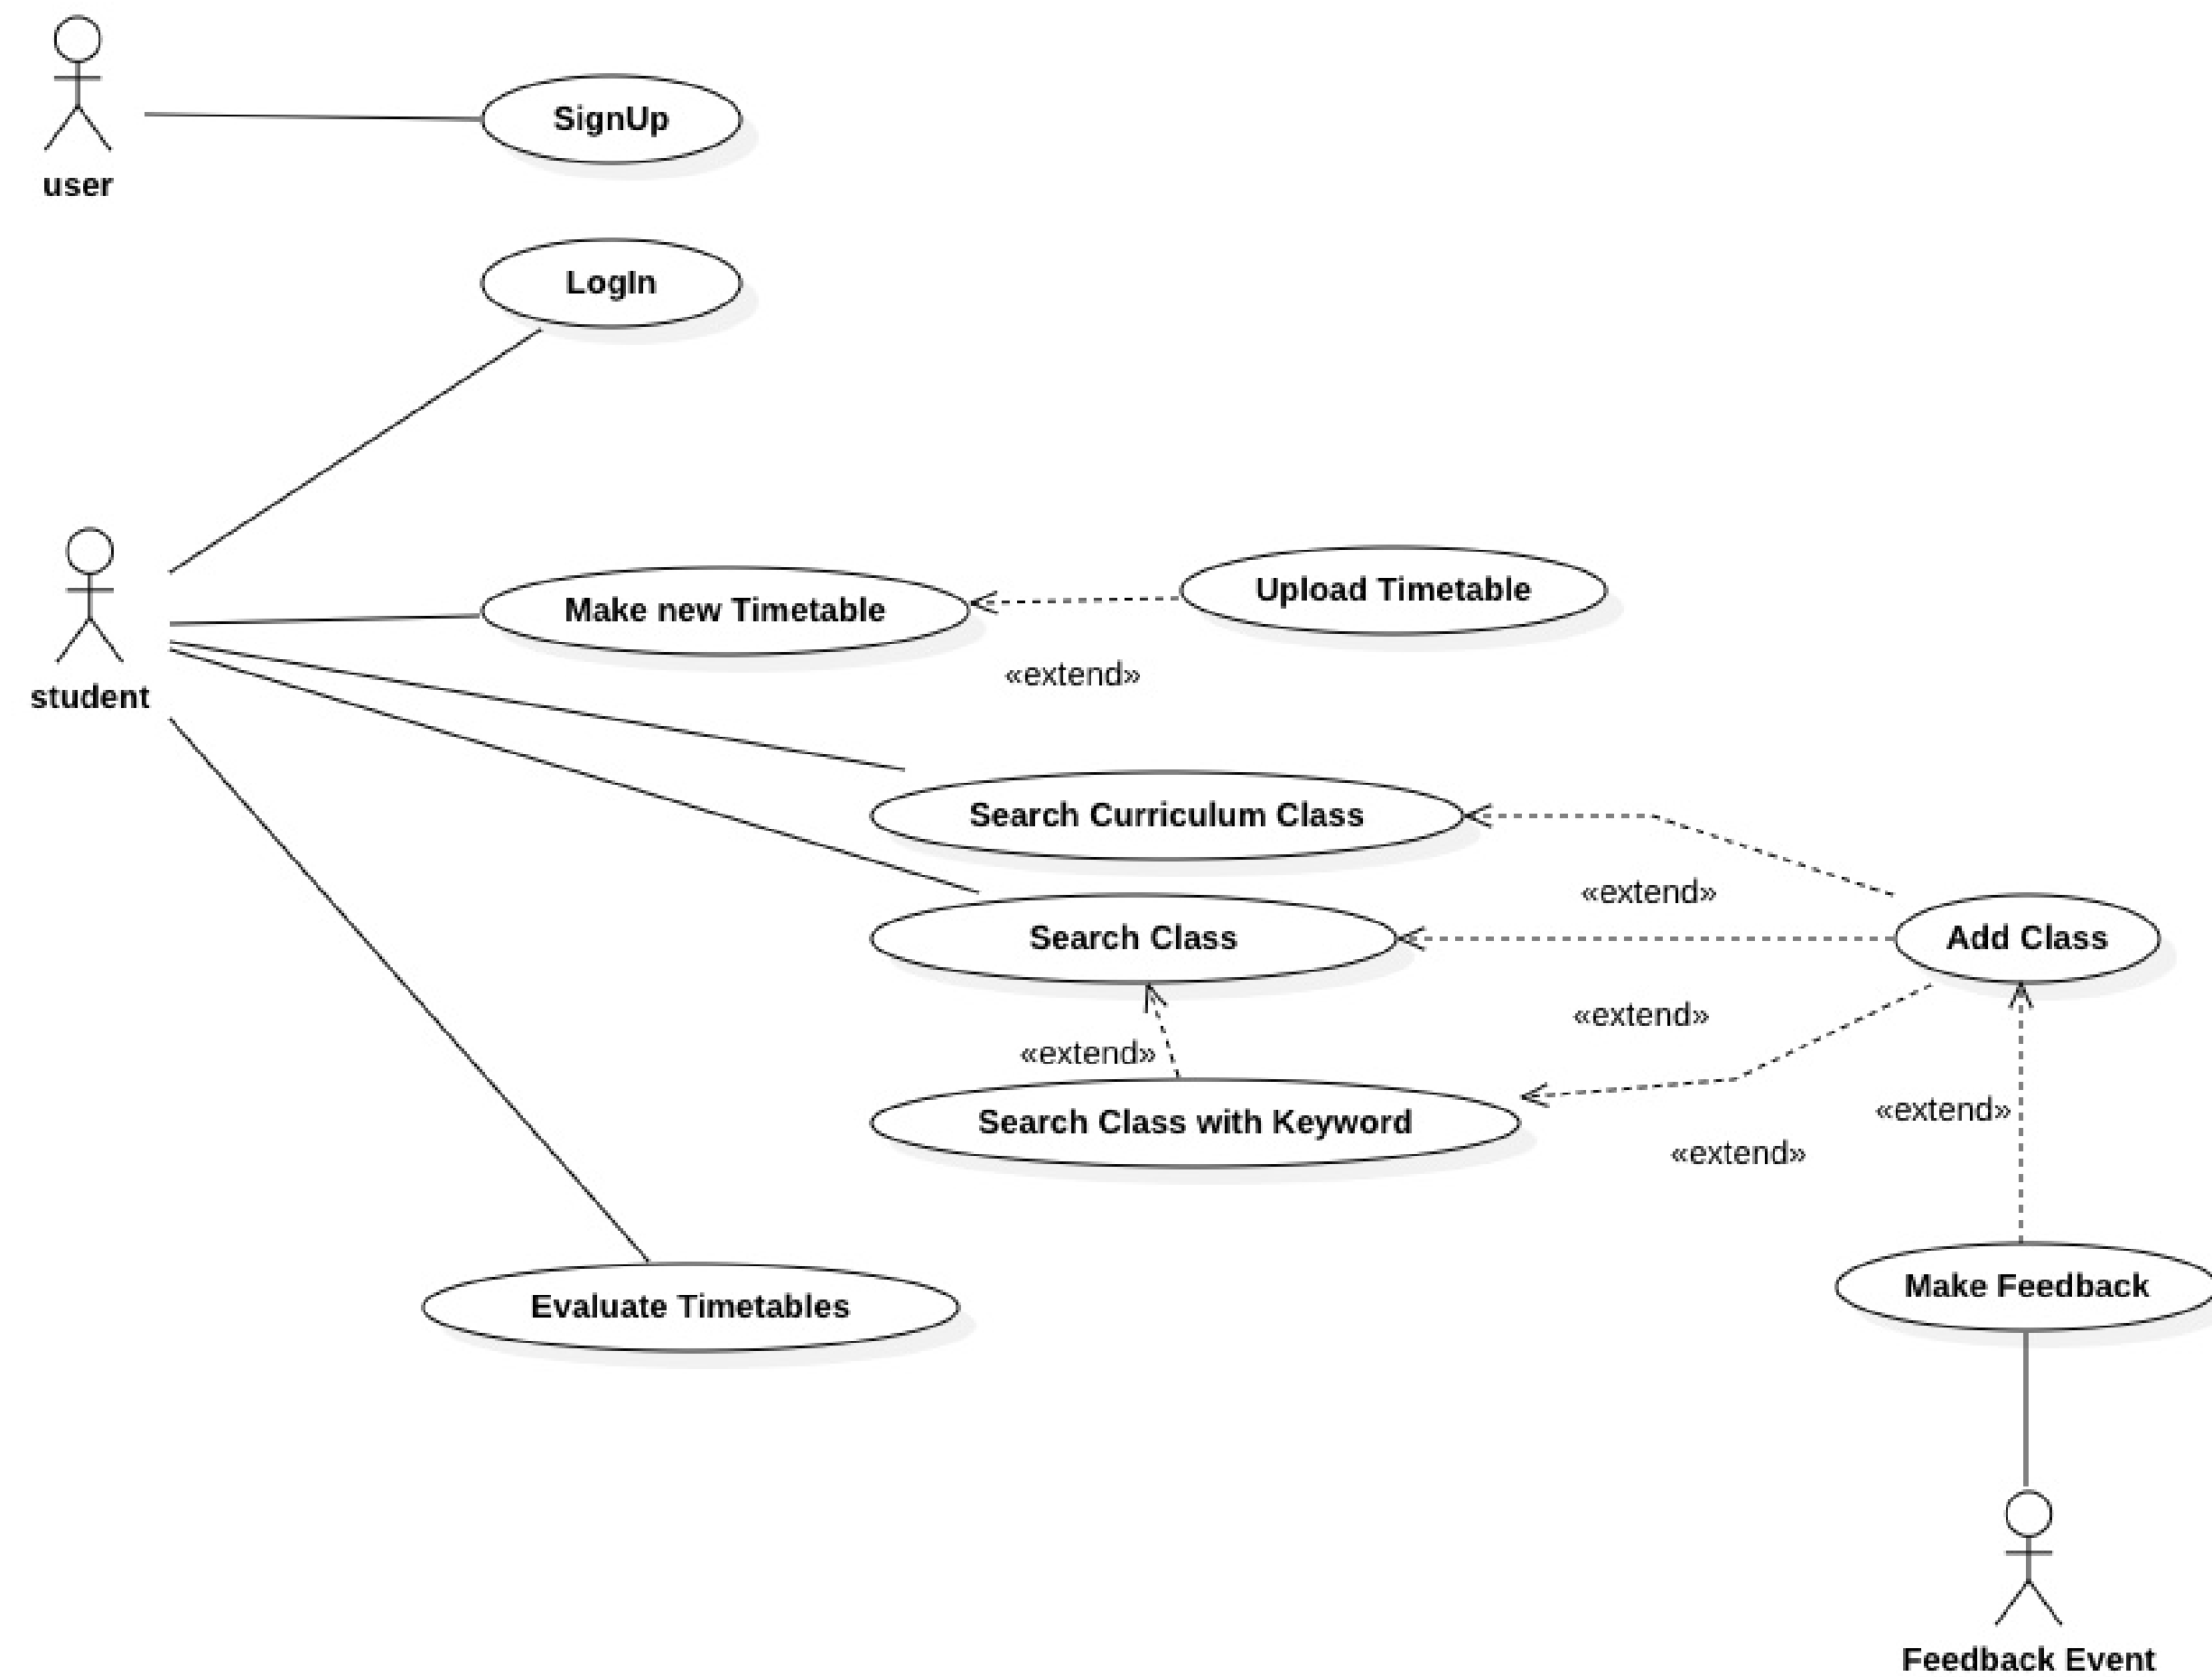 SignUp
user
LogIn
Upload Timetable
Make new Timetable
«extend»
student
Search Curriculum Class
«extend»
Search Class
Add Class
«extend»
«extend»
«extend»
Search Class with Keyword
«extend»
Make Feedback
Evaluate Timetables
Feedback Event